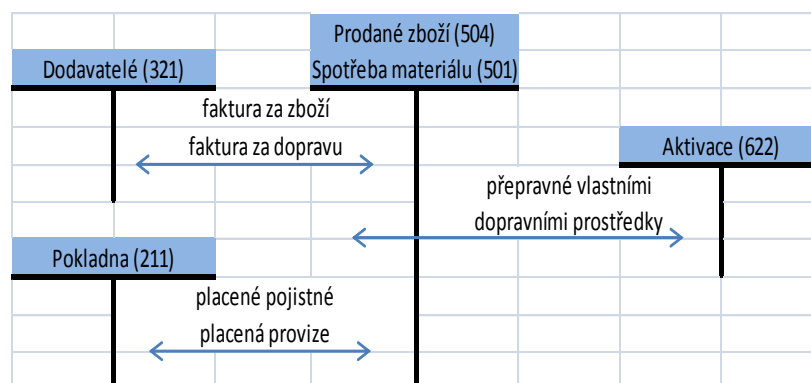 Prodané zboží (504)
Spotřeba materiálu (501)
Dodavatelé (321)
faktura za zboží
faktura za dopravu
Aktivace (622)
přepravné vlastními
dopravními prostředky
Pokladna (211)
placené pojistné
placená provize